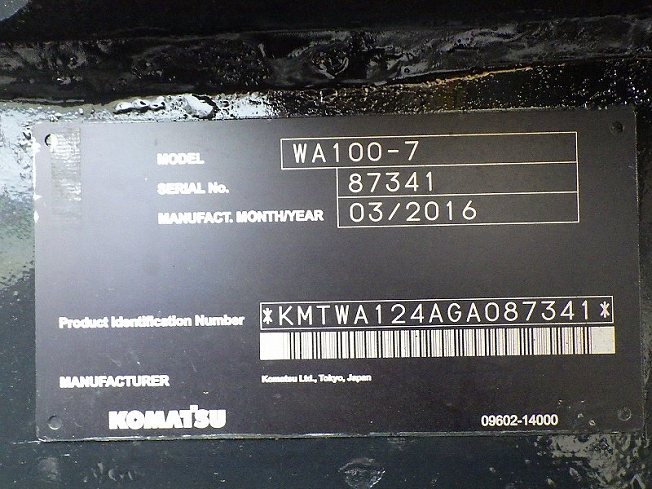 MODEL WA100-7
SERIAL No. 87341
MANUFACT. MONTH/YEAR 03/2016
Product Identification Number *KMTWA124AGA087341*
MANUFACTURER Komatsu Ltd., Tokyo, Japan
KOMATSU 09602-14000